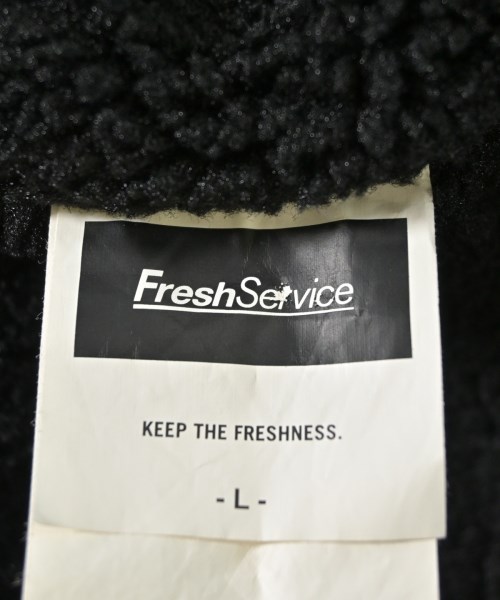 FreshService
KEEP THE FRESHNESS.
- L -